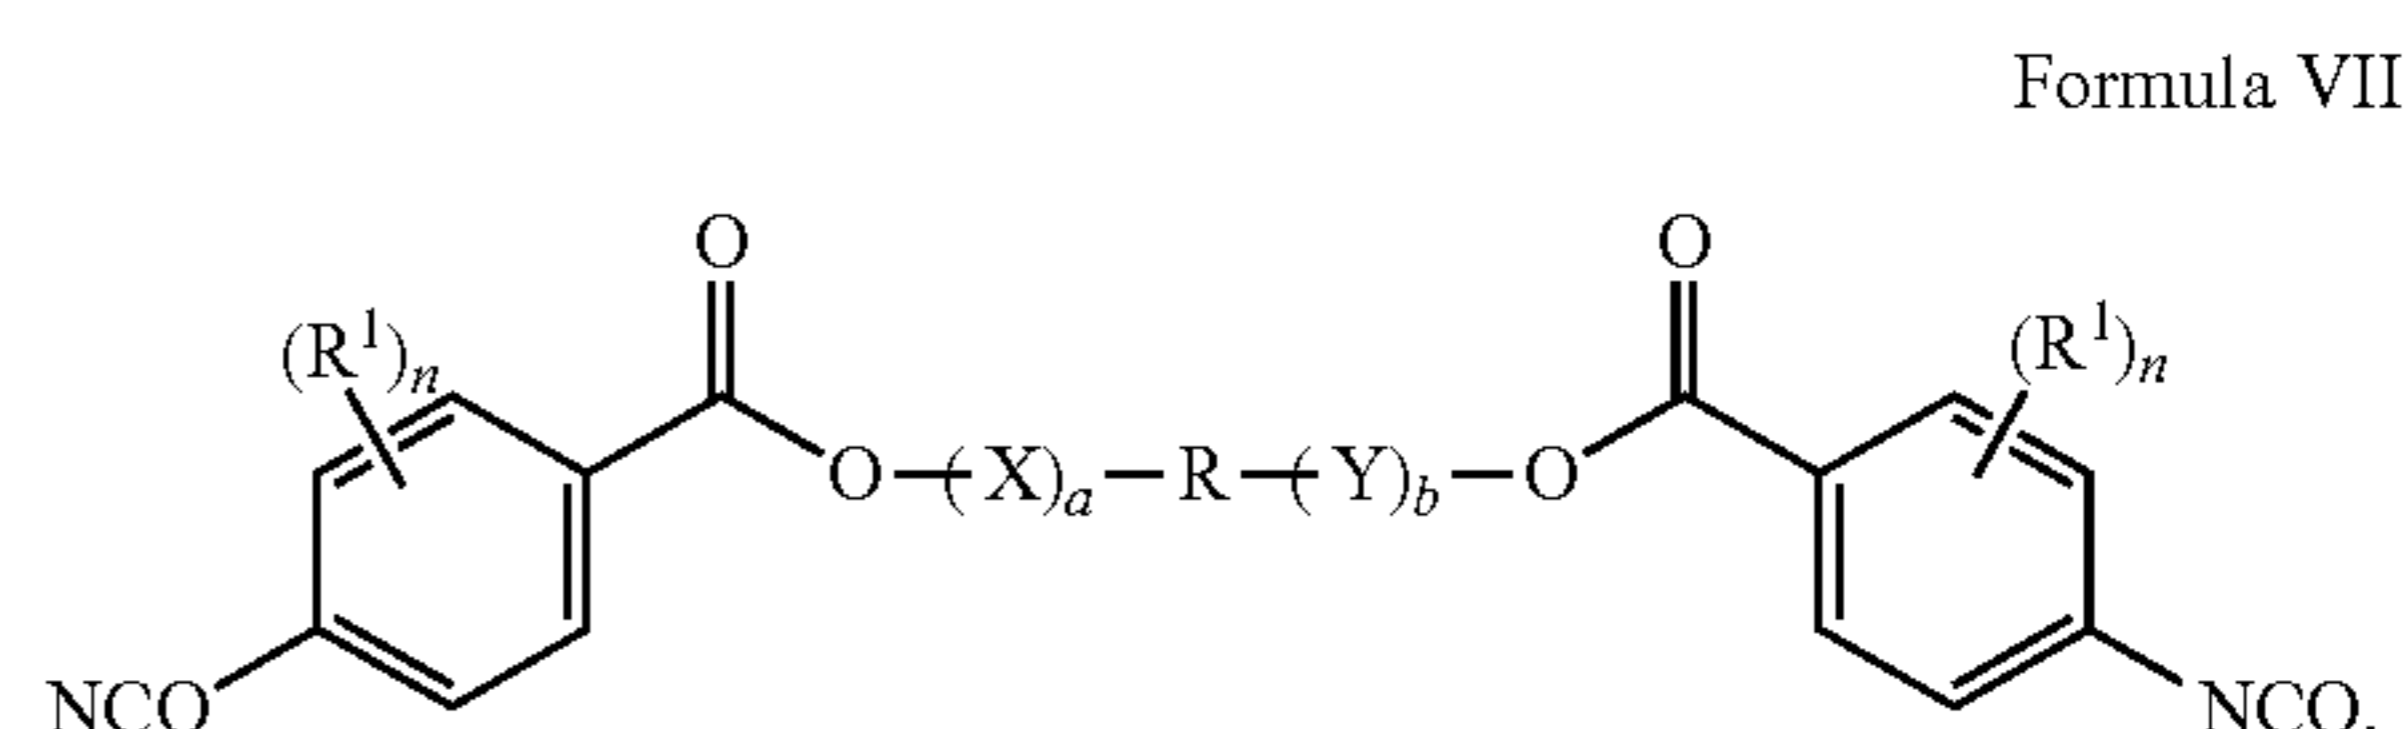 Formula VII
O O
(R¹)n (R¹)n
O—(X)a—R—(Y)b—O
NCO NCO.